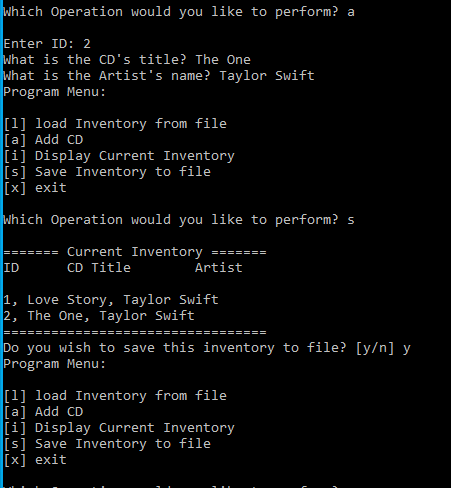 Which Operation would you like to perform? a
Enter ID: 2
What is the CD's title? The One
What is the Artist's name? Taylor Swift
Program Menu:
[l] load Inventory from file
[a] Add CD
[i] Display Current Inventory
[s] Save Inventory to file
[x] exit
Which Operation would you like to perform? s
======= Current Inventory =======
ID CD Title Artist
1, Love Story, Taylor Swift
2, The One, Taylor Swift
=================================
Do you wish to save this inventory to file? [y/n] y
Program Menu:
[l] load Inventory from file
[a] Add CD
[i] Display Current Inventory
[s] Save Inventory to file
[x] exit